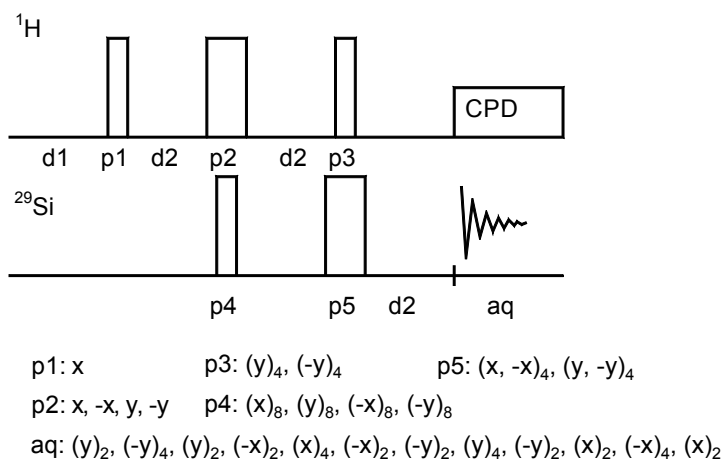 ¹H
CPD
d1 p1 d2 p2 d2 p3
²⁹Si
p4 p5 d2 aq
p1: x p3: (y)₄, (-y)₄ p5: (x, -x)₄, (y, -y)₄
p2: x, -x, y, -y p4: (x)₈, (y)₈, (-x)₈, (-y)₈
aq: (y)₂, (-y)₄, (y)₂, (-x)₂, (x)₄, (-x)₂, (-y)₂, (y)₄, (-y)₂, (x)₂, (-x)₄, (x)₂